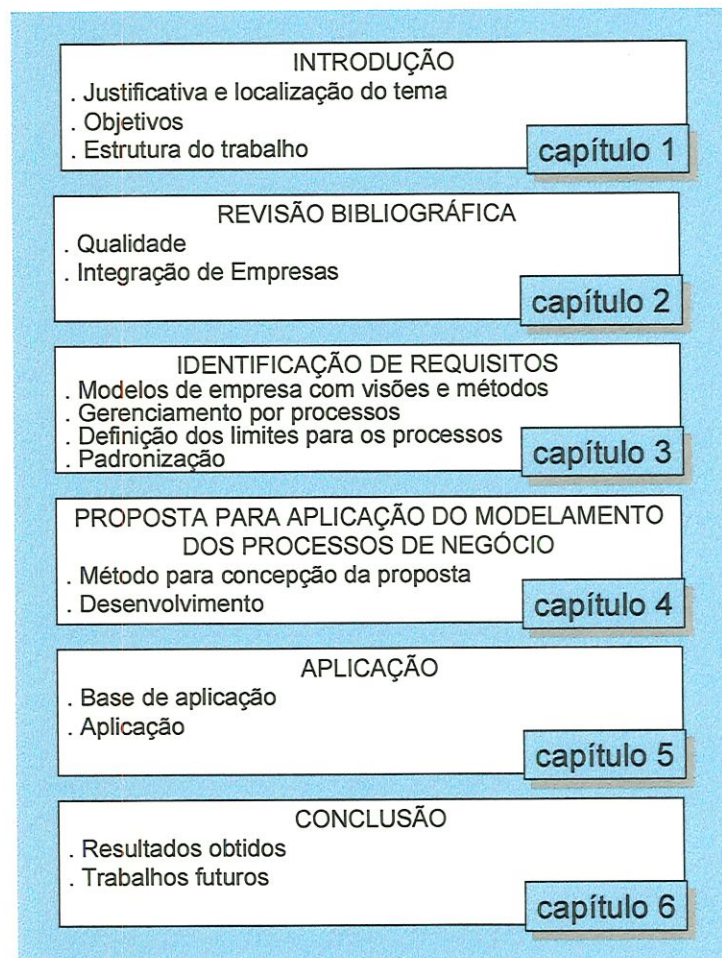 INTRODUÇÃO
. Justificativa e localização do tema
. Objetivos
. Estrutura do trabalho
capítulo 1
REVISÃO BIBLIOGRÁFICA
. Qualidade
. Integração de Empresas
capítulo 2
IDENTIFICAÇÃO DE REQUISITOS
. Modelos de empresa com visões e métodos
. Gerenciamento por processos
. Definição dos limites para os processos
. Padronização
capítulo 3
PROPOSTA PARA APLICAÇÃO DO MODELAMENTO
DOS PROCESSOS DE NEGÓCIO
. Método para concepção da proposta
. Desenvolvimento
capítulo 4
APLICAÇÃO
. Base de aplicação
. Aplicação
capítulo 5
CONCLUSÃO
. Resultados obtidos
. Trabalhos futuros
capítulo 6